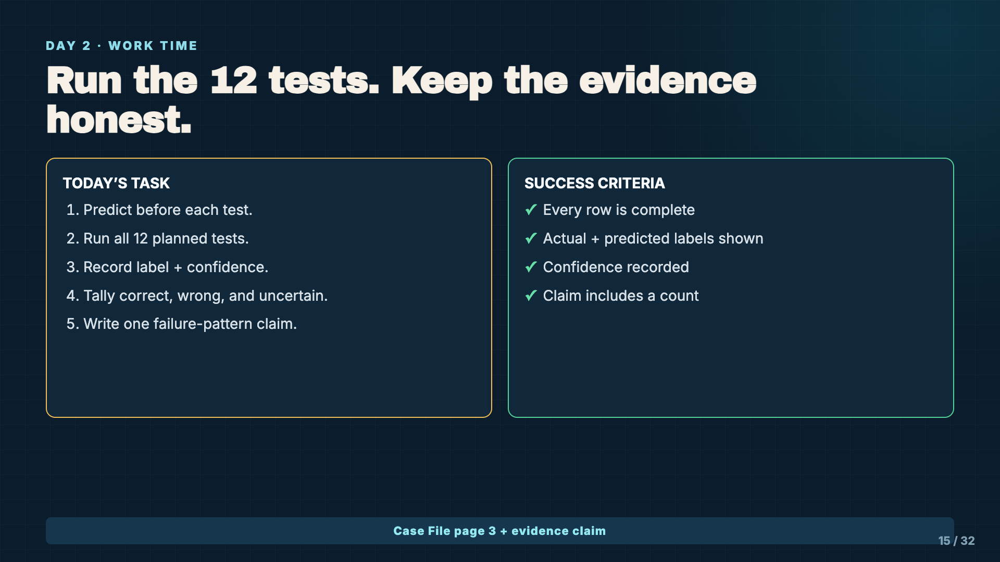 DAY 2 · WORK TIME
Run the 12 tests. Keep the evidence
honest.
TODAY’S TASK
1. Predict before each test.
2. Run all 12 planned tests.
3. Record label + confidence.
4. Tally correct, wrong, and uncertain.
5. Write one failure-pattern claim.
SUCCESS CRITERIA
✓ Every row is complete
✓ Actual + predicted labels shown
✓ Confidence recorded
✓ Claim includes a count
Case File page 3 + evidence claim
15 / 32